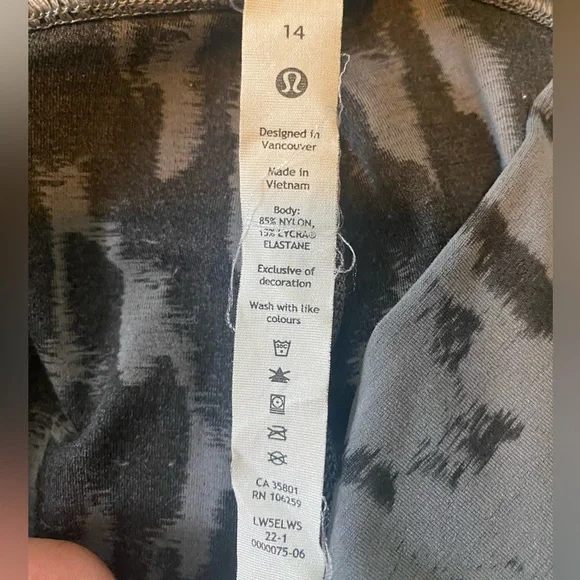 14
Designed in
Vancouver
Made in
Vietnam
Body:
85% NYLON,
15% LYCRA®
ELASTANE
Exclusive of
decoration
Wash with like
colours
30C
CA 35801
RN 106259
LW5ELWS
22-1
0000075-06